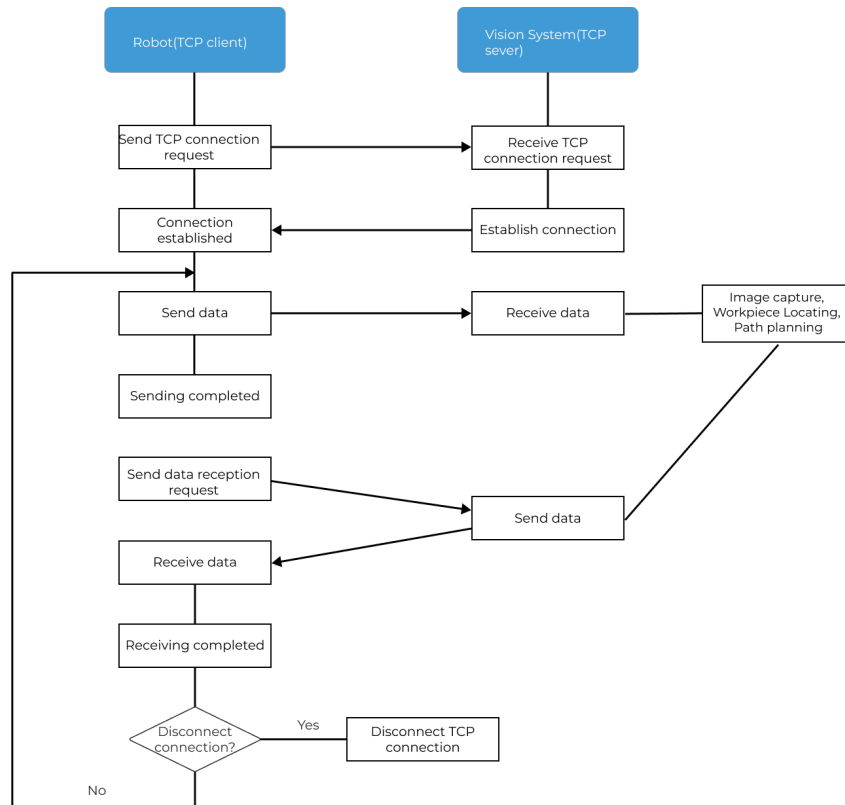 Robot(TCP client)
Vision System(TCP
sever)
Send TCP connection
request
Receive TCP
connection request
Connection
established
Establish connection
Send data
Receive data
Image capture,
Workpiece Locating,
Path planning
Sending completed
Send data reception
request
Send data
Receive data
Receiving completed
Disconnect
connection?
Yes
Disconnect TCP
connection
No